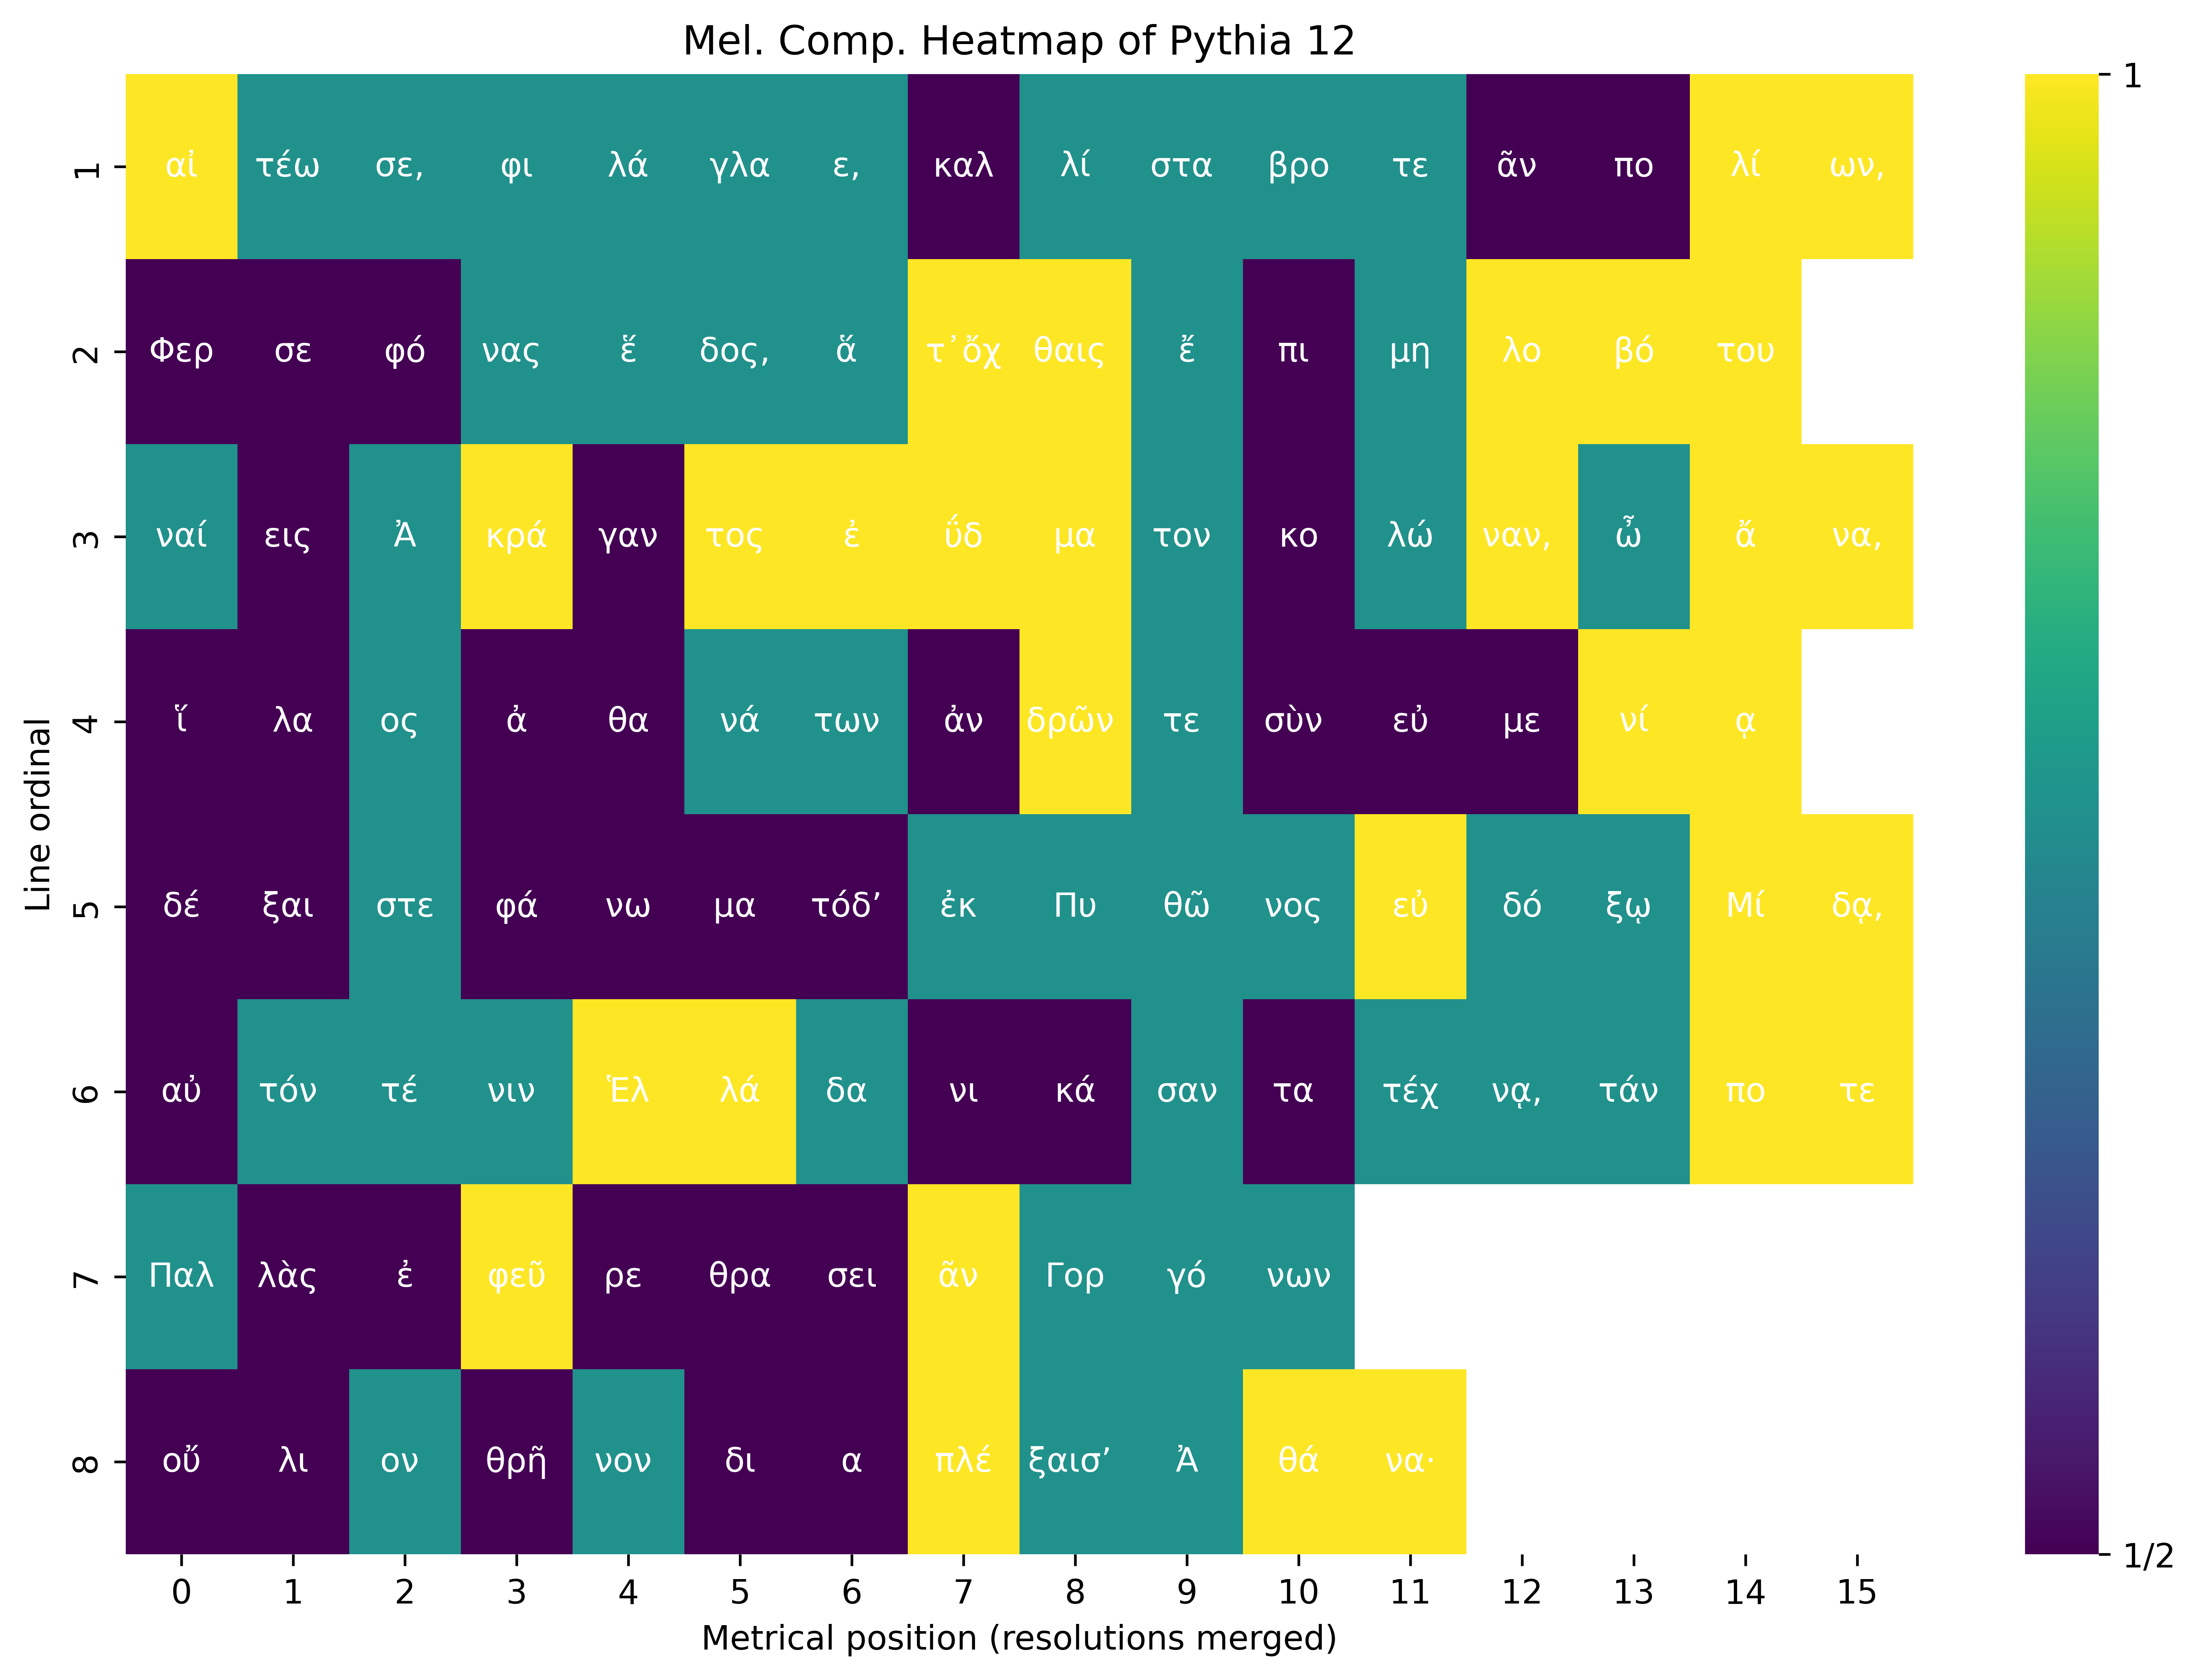 Mel. Comp. Heatmap of Pythia 12
1 αἰ τέω σε, φι λά γλα ε, καλ λί στα βρο τε ᾶν πο λί ων,
2 Φερ σε φό νας ἕ δος, ἅ τ᾽ὄχ θαις ἔ πι μη λο βό του
3 ναί εις Ἀ κρά γαν τος ἐ ΰδ μα τον κο λώ ναν, ὦ ἄ να,
4 ἵ λα ος ἀ θα νά των ἀν δρῶν τε σὺν εὐ με νί ᾳ
5 δέ ξαι στε φά νω μα τόδ’ ἐκ Πυ θῶ νος εὐ δό ξῳ Μί δᾳ,
6 αὐ τόν τέ νιν Ἑλ λά δα νι κά σαν τα τέχ νᾳ, τάν πο τε
7 Παλ λὰς ἐ φεῦ ρε θρα σει ᾶν Γορ γό νων
8 οὔ λι ον θρῆ νον δι α πλέ ξαισ’ Ἀ θά να·
0 1 2 3 4 5 6 7 8 9 10 11 12 13 14 15
Metrical position (resolutions merged)
Line ordinal
1
1/2